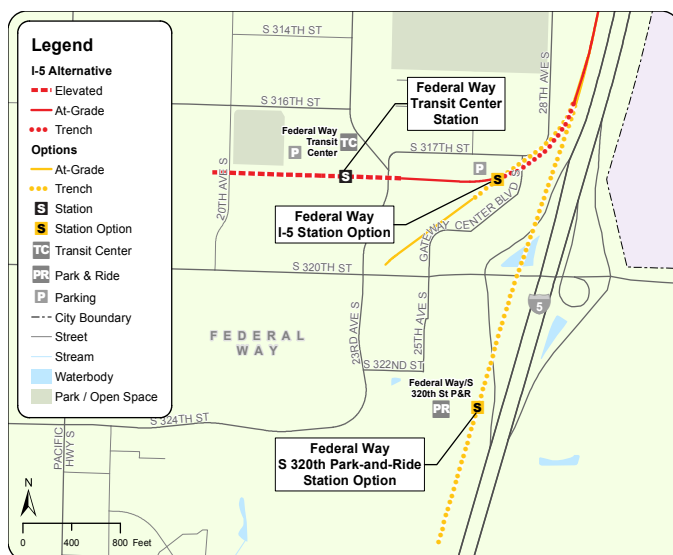 Legend
I-5 Alternative
Elevated
At-Grade
Trench
Options
At-Grade
Trench
S Station
S Station Option
TC Transit Center
PR Park & Ride
P Parking
City Boundary
Street
Stream
Waterbody
Park / Open Space
S 314TH ST
S 316TH ST
28TH AVE S
Federal Way
Transit Center
Station
Federal Way
Transit
Center
TC
P
S 317TH ST
P
20TH AVE S
S
S
Federal Way
I-5 Station Option
GATEWAY CENTER BLVD S
S 320TH ST
5
FEDERAL
WAY
23RD AVE S
25TH AVE S
S 322ND ST
Federal Way/S
320th St P&R
PR
S
S 324TH ST
PACIFIC
HWY S
Federal Way
S 320th Park-and-Ride
Station Option
N
0 400 800 Feet